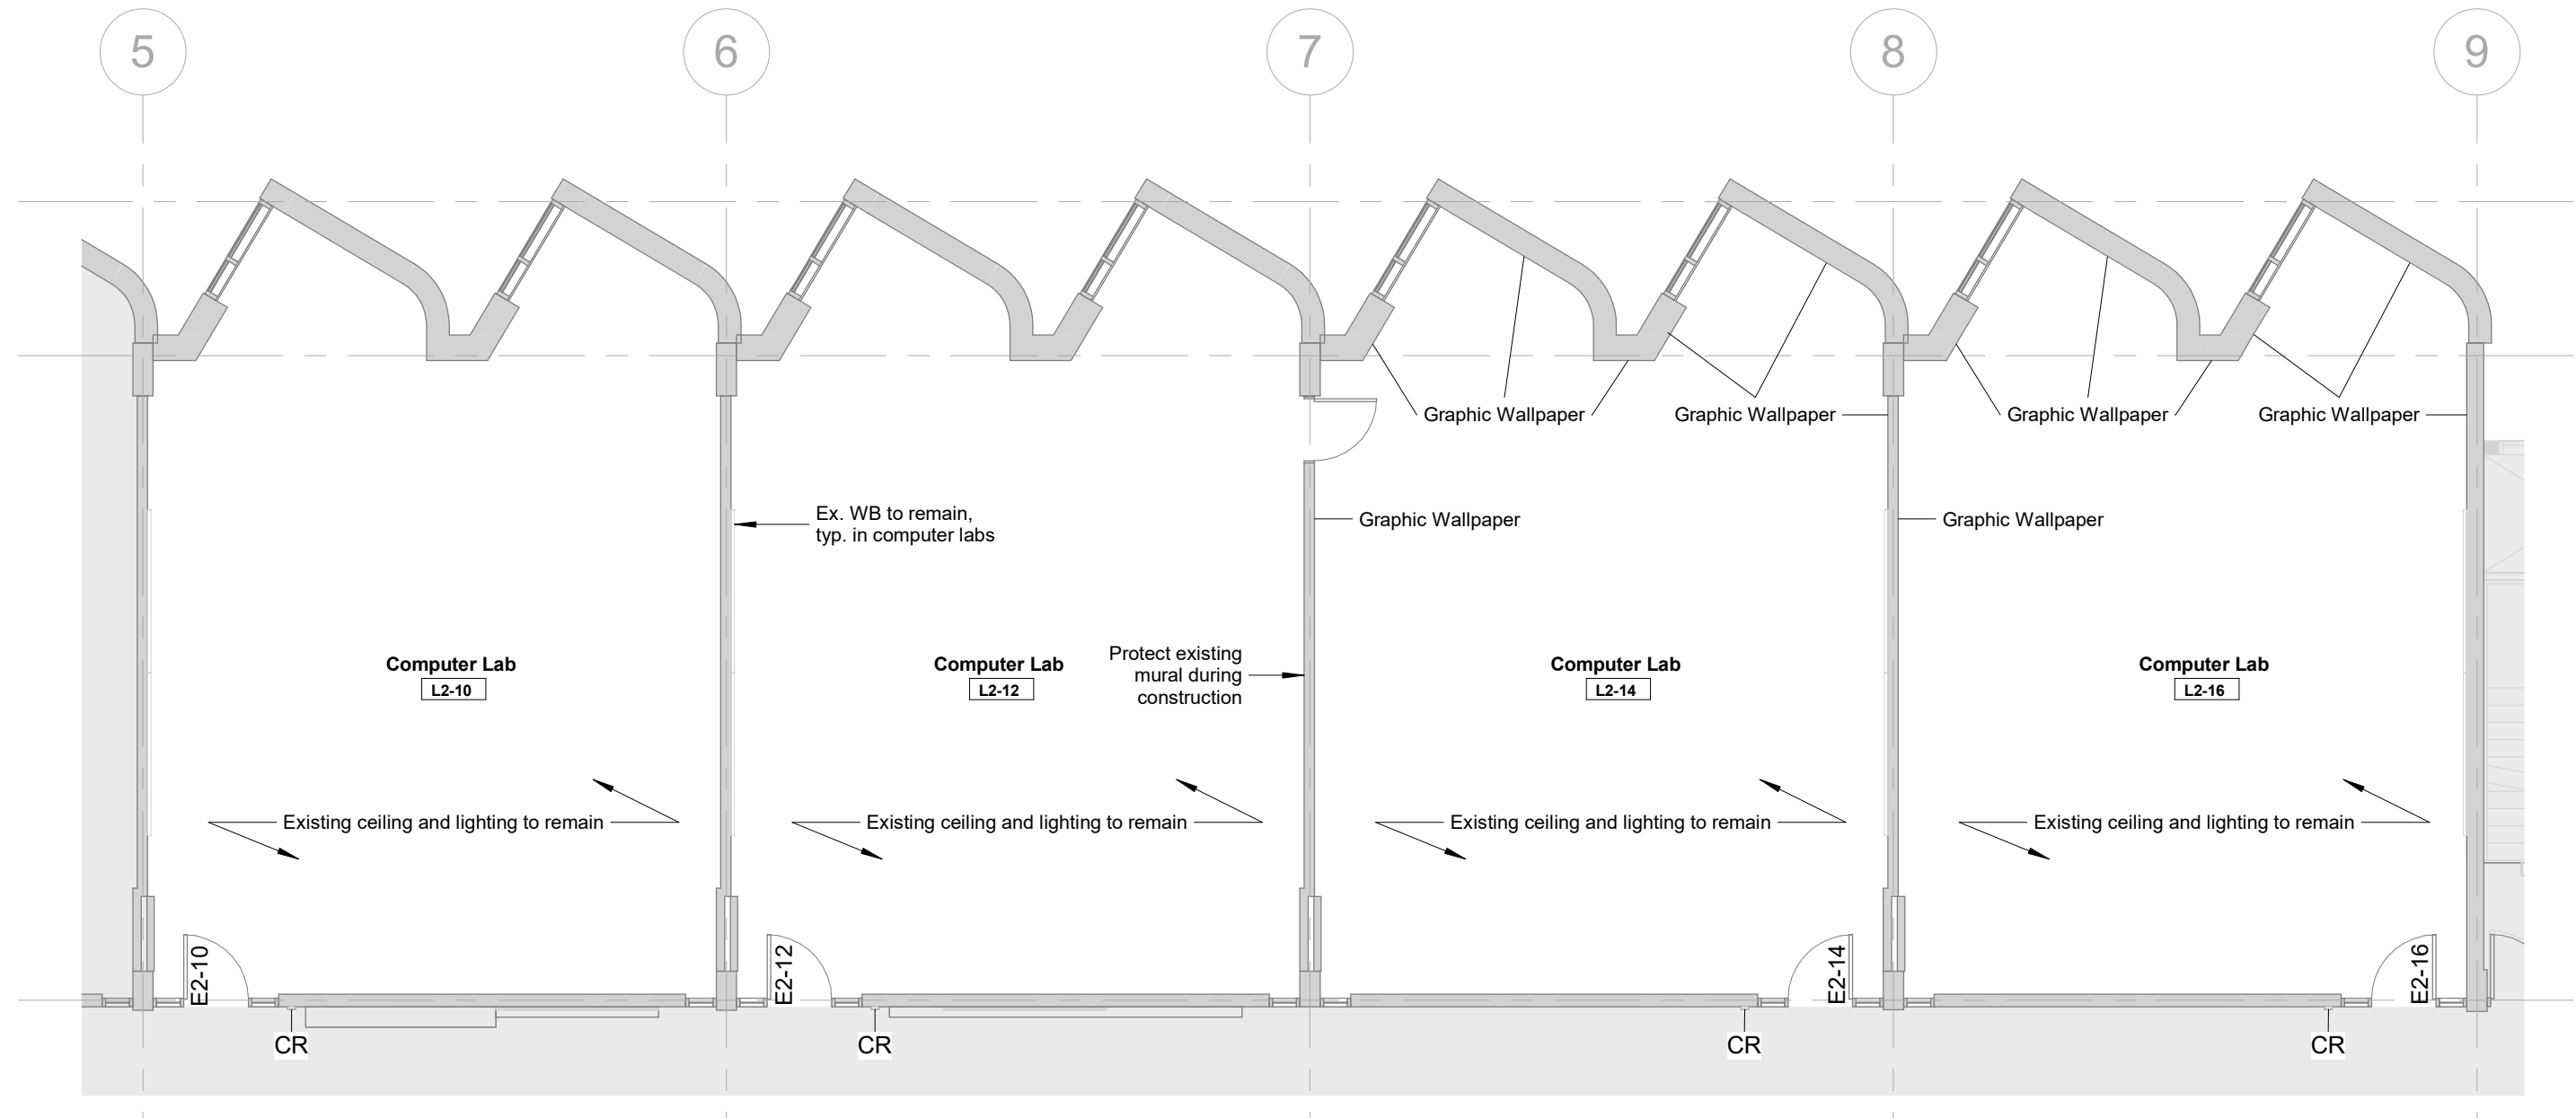 5
6
7
8
9
Graphic Wallpaper
Graphic Wallpaper
Graphic Wallpaper
Graphic Wallpaper
Ex. WB to remain,
typ. in computer labs
Graphic Wallpaper
Graphic Wallpaper
Protect existing
mural during
construction
Computer Lab
L2-10
Computer Lab
L2-12
Computer Lab
L2-14
Computer Lab
L2-16
Existing ceiling and lighting to remain
Existing ceiling and lighting to remain
Existing ceiling and lighting to remain
Existing ceiling and lighting to remain
E2-10
E2-12
E2-14
E2-16
CR
CR
CR
CR